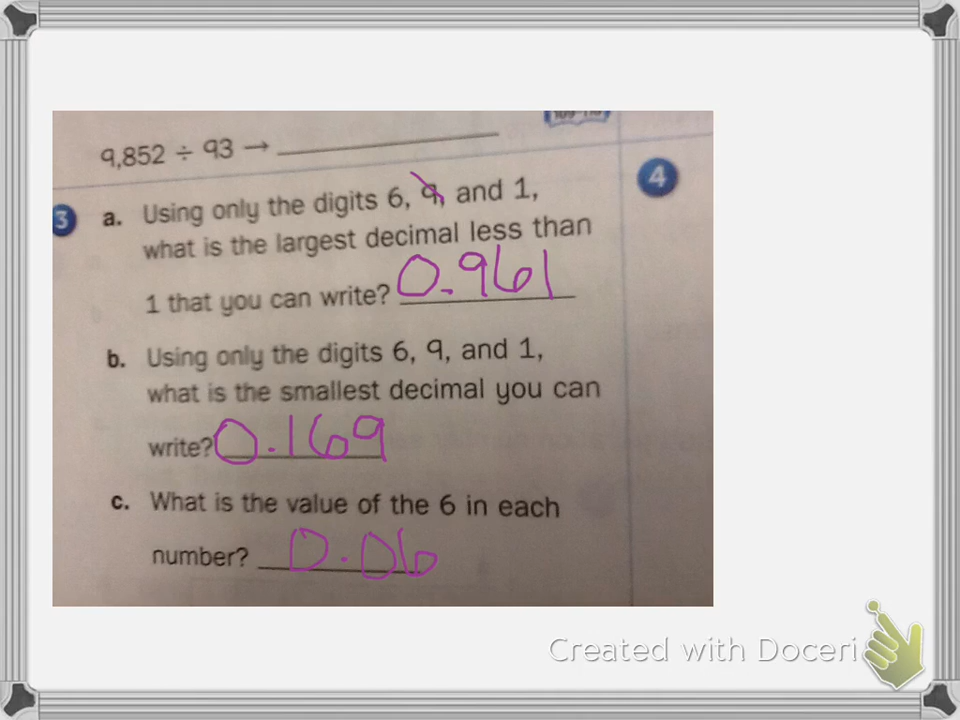 9,852 ÷ 93 →
3 a. Using only the digits 6, 9, and 1,
what is the largest decimal less than
1 that you can write? 0.961
b. Using only the digits 6, 9, and 1,
what is the smallest decimal you can
write? 0.169
c. What is the value of the 6 in each
number? 0.06
4
Created with Doceri